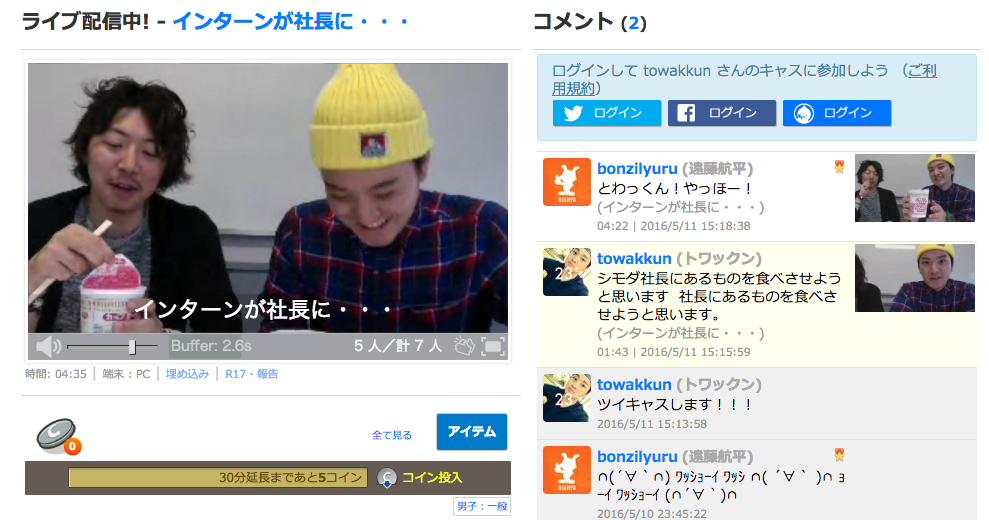 ライブ配信中! - インターンが社長に・・・
インターンが社長に・・・
Buffer: 2.6s
5 人／計 7 人
時間: 04:35 | 端末 : PC | 埋め込み | R17・報告
0
全て見る
アイテム
30分延長まであと5コイン
コイン投入
男子：一般
コメント (2)
ログインして towakkun さんのキャスに参加しよう （ご利
用規約）
ログイン
ログイン
ログイン
bonzilyuru (遠藤航平)
とわっくん！やっほー！
(インターンが社長に・・・)
04:22 | 2016/5/11 15:18:38
towakkun (トワックン)
シモダ社長にあるものを食べさせよう
と思います 社長にあるものを食べさ
せようと思います。
(インターンが社長に・・・)
01:43 | 2016/5/11 15:15:59
23
towakkun (トワックン)
ツイキャスします！！！
2016/5/11 15:13:58
23
bonzilyuru (遠藤航平)
∩(´∀｀∩) ﾜｯｼｮｰｲ ﾜｯｼ ∩( ´∀｀ )∩ ｮ
ｰｲ ﾜｯｼｮｰｲ (∩´∀｀)∩
2016/5/10 23:45:22
GIANTS
GIANTS